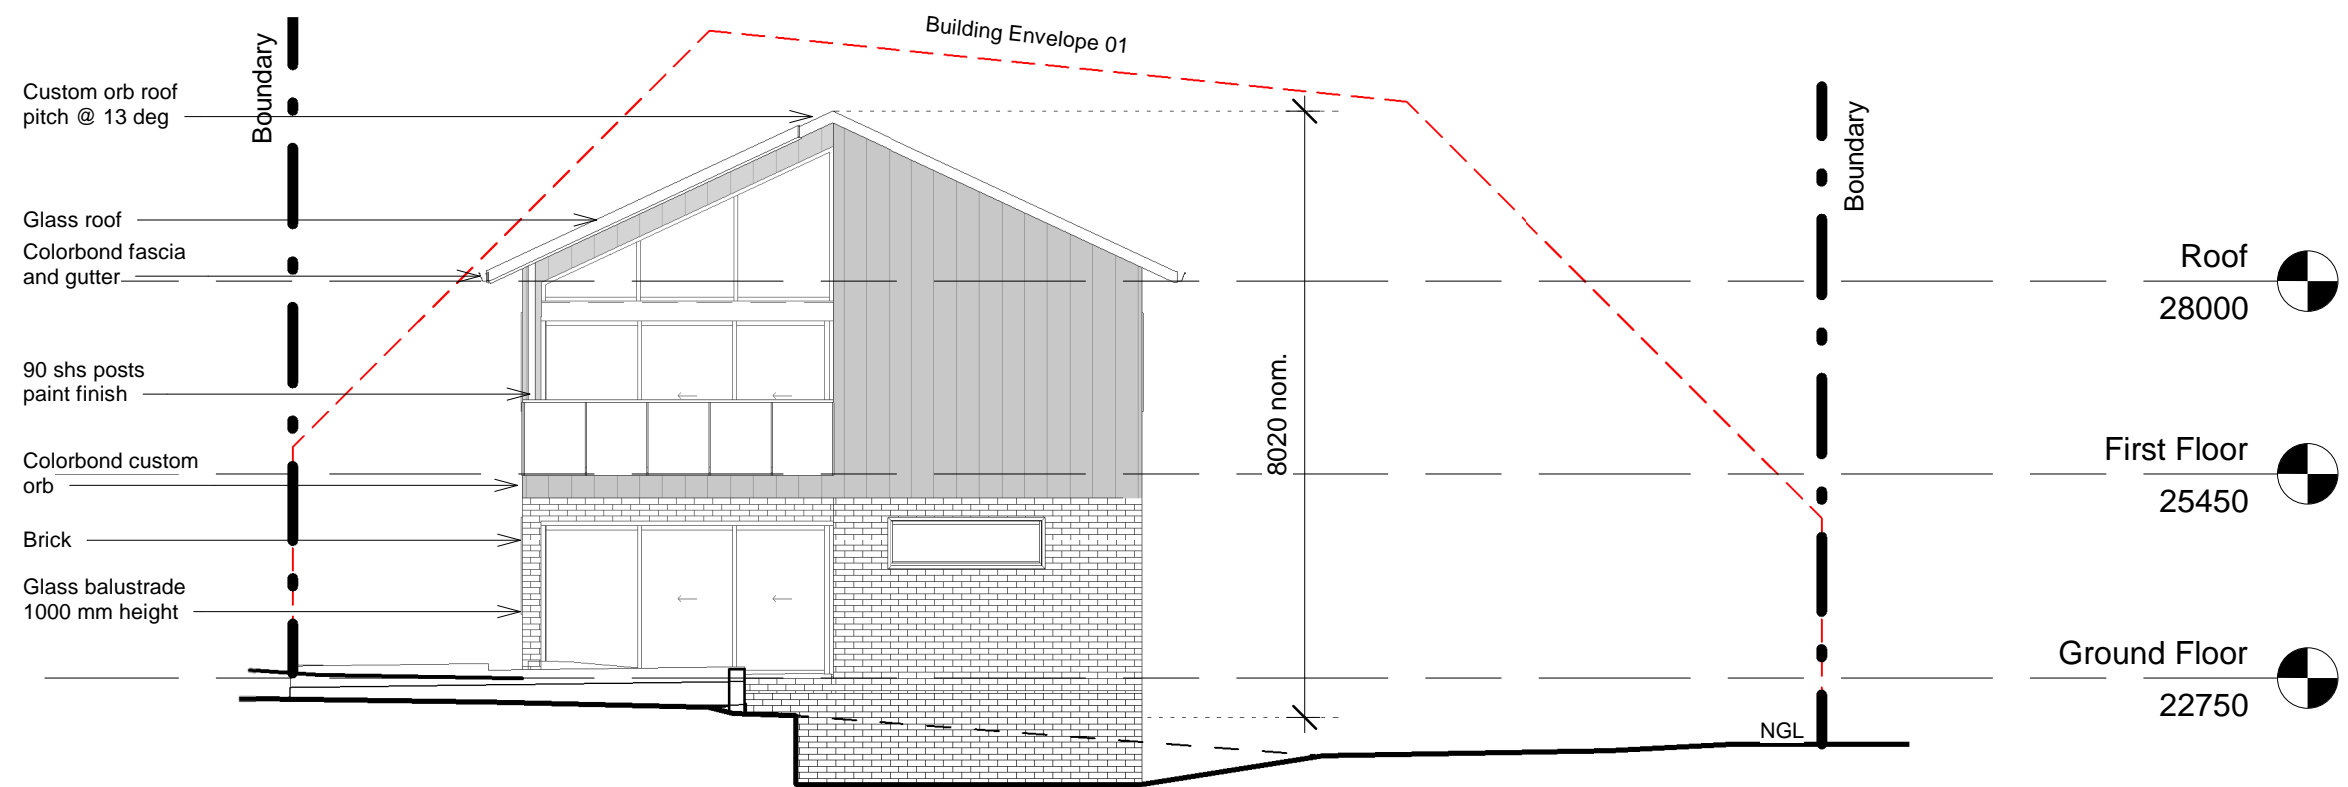 Building Envelope 01
Boundary
Custom orb roof
pitch @ 13 deg
Boundary
Glass roof
Colorbond fascia
and gutter
Roof
28000
90 shs posts
paint finish
8020 nom.
First Floor
25450
Colorbond custom
orb
Brick
Glass balustrade
1000 mm height
Ground Floor
22750
NGL